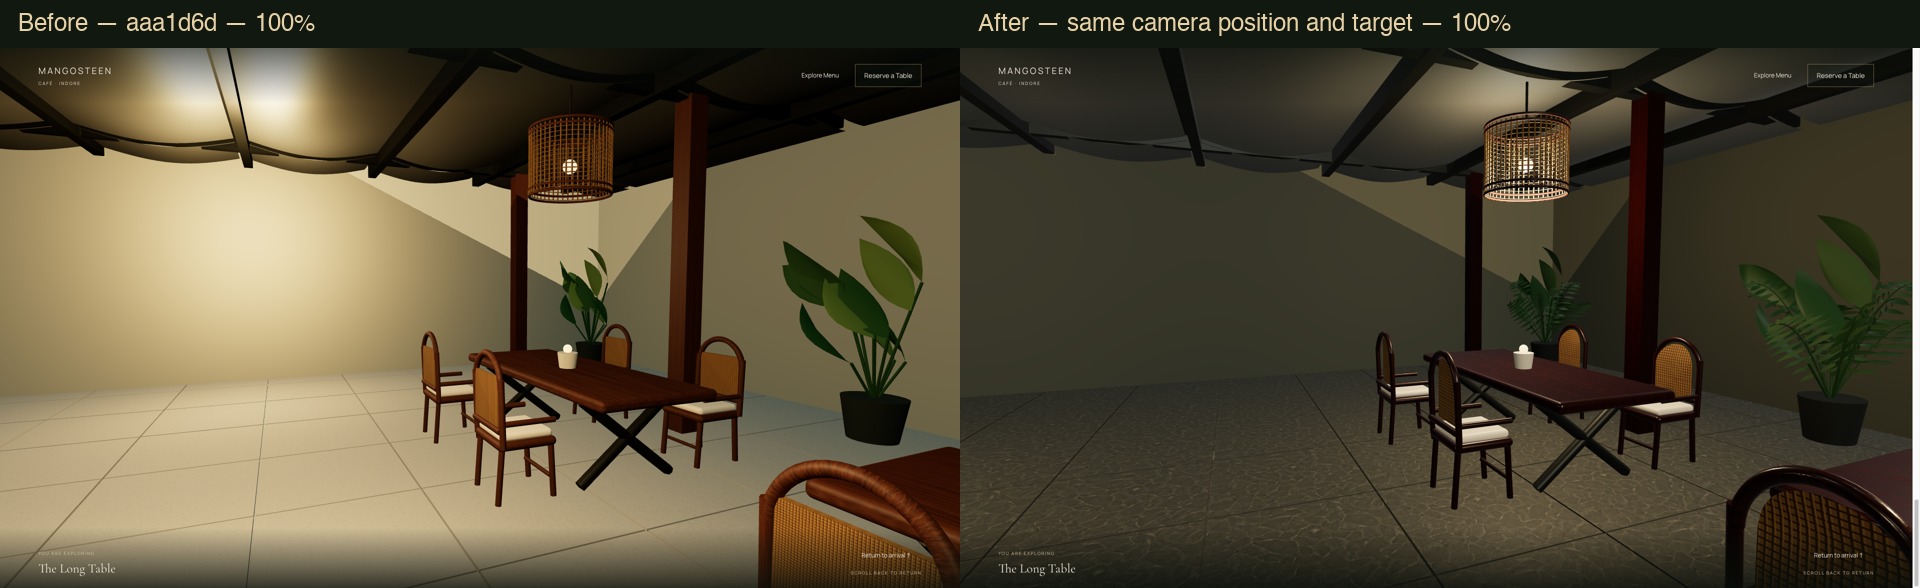 Before — aaa1d6d — 100%
MANGOSTEEN
CAFÉ · INDORE
Explore Menu
Reserve a Table
YOU ARE EXPLORING
The Long Table
Return to arrival ↑
SCROLL BACK TO RETURN
After — same camera position and target — 100%
MANGOSTEEN
CAFÉ · INDORE
Explore Menu
Reserve a Table
YOU ARE EXPLORING
The Long Table
Return to arrival ↑
SCROLL BACK TO RETURN